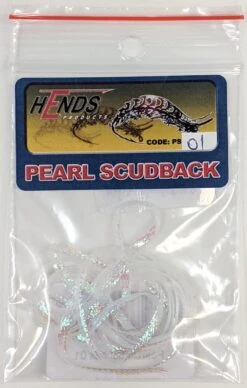 HENDS
PRODUCTS
CODE: PS 01
PEARL SCUDBACK